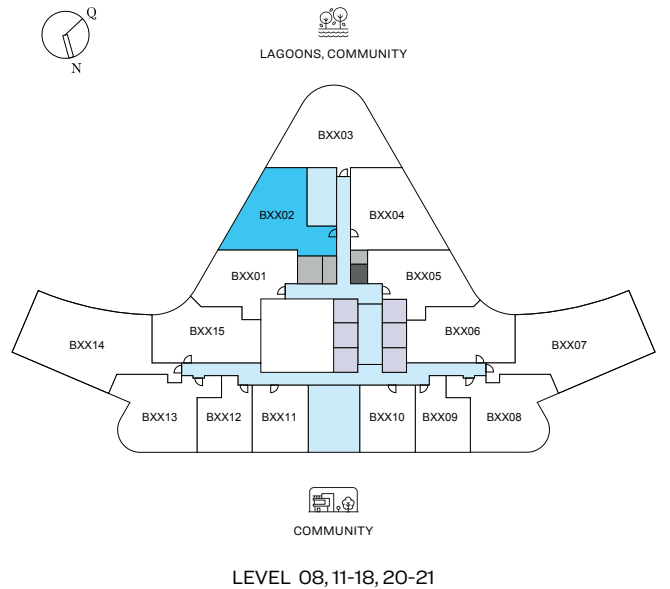 Q
N
LAGOONS, COMMUNITY
BXX03
BXX02
BXX04
BXX01
BXX05
BXX14
BXX15
BXX06
BXX07
BXX13
BXX12
BXX11
BXX10
BXX09
BXX08
COMMUNITY
LEVEL 08, 11-18, 20-21